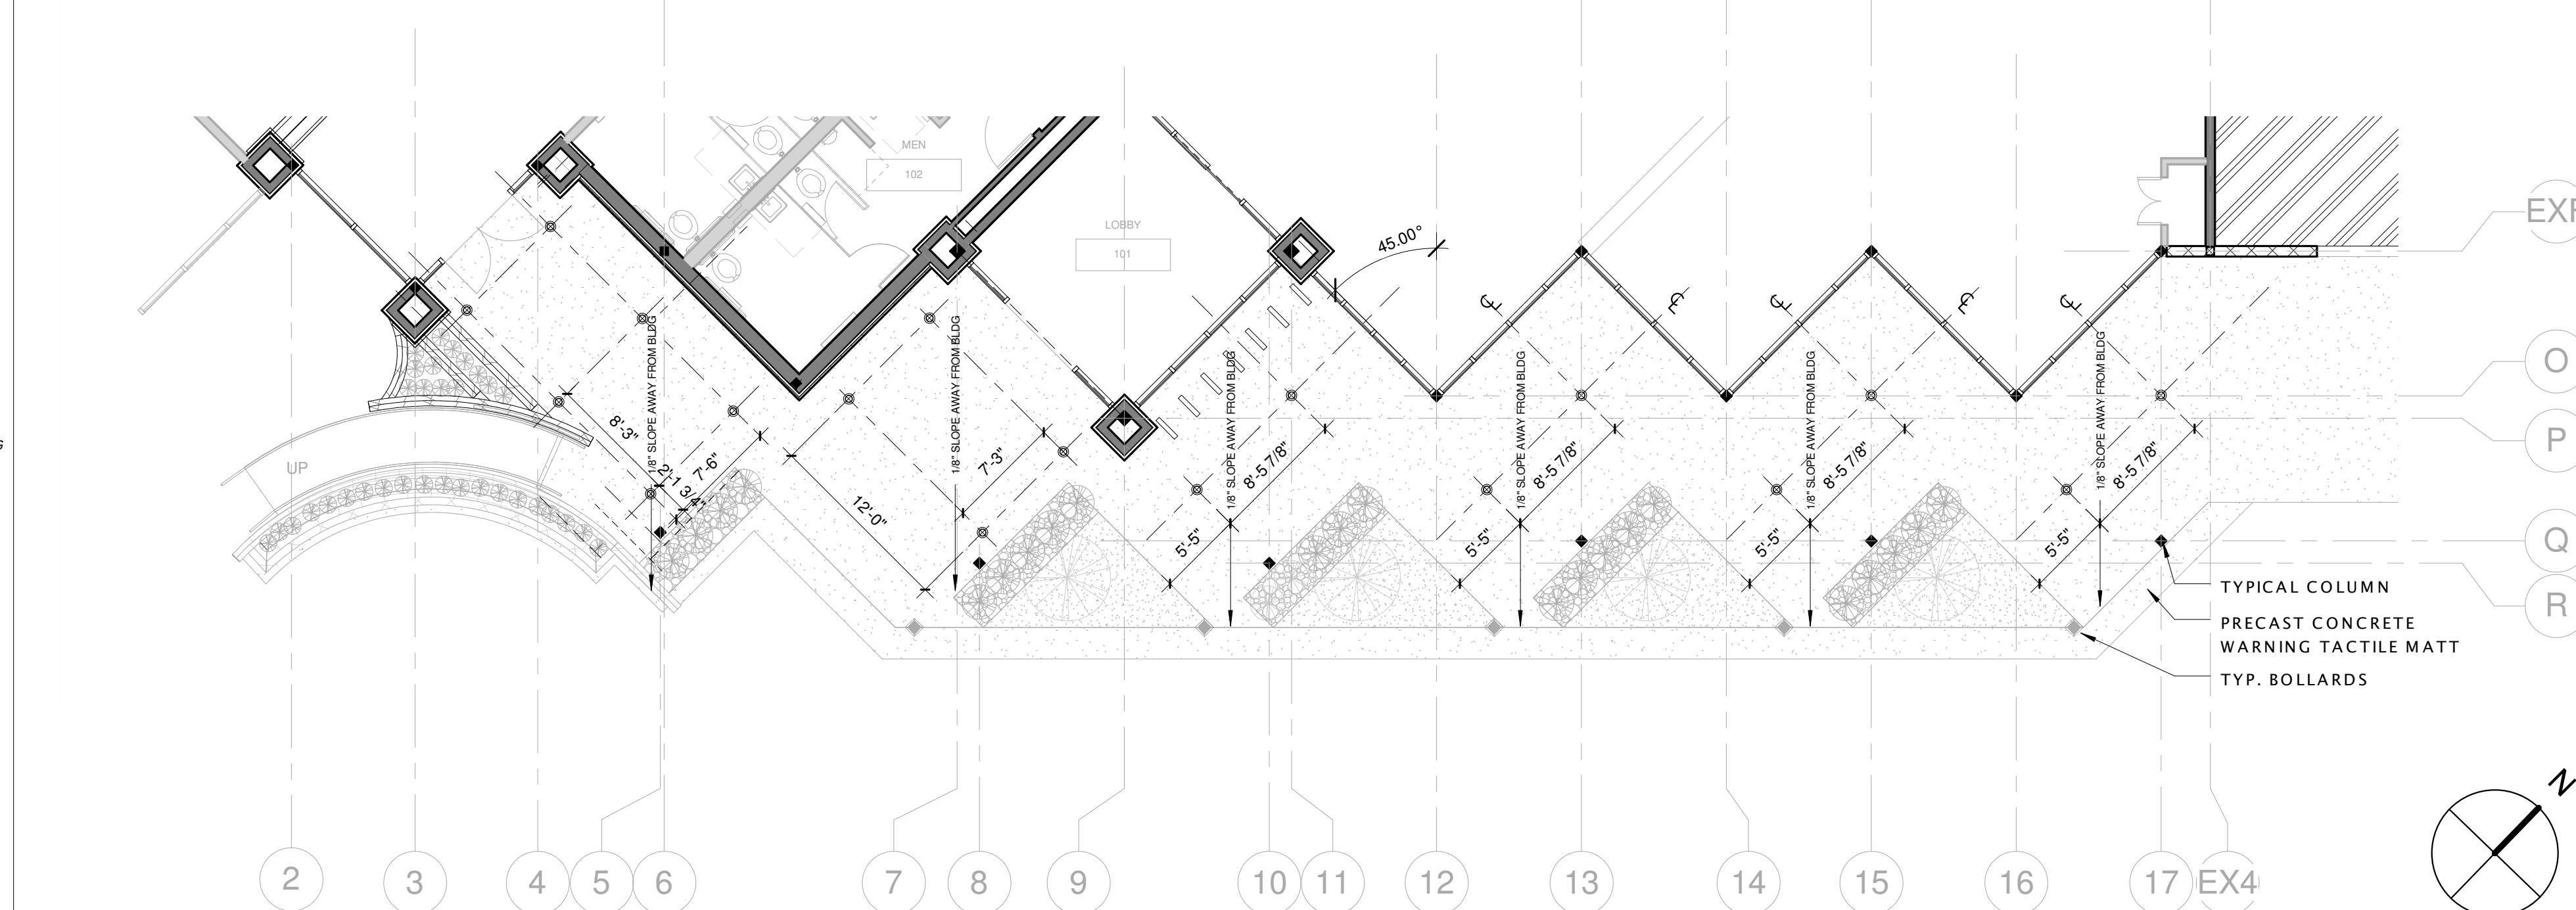 MEN
102
LOBBY
101
45.00°
EXF
℄
℄
℄
℄
℄
O
P
Q
R
1/8" SLOPE AWAY FROM BLDG
1/8" SLOPE AWAY FROM BLDG
1/8" SLOPE AWAY FROM BLDG
1/8" SLOPE AWAY FROM BLDG
1/8" SLOPE AWAY FROM BLDG
1/8" SLOPE AWAY FROM BLDG
UP
8'-3"
2'-1 3/4"
7'-6"
12'-0"
7'-3"
8'-5 7/8"
5'-5"
8'-5 7/8"
5'-5"
8'-5 7/8"
5'-5"
8'-5 7/8"
5'-5"
TYPICAL COLUMN
PRECAST CONCRETE
WARNING TACTILE MATT
TYP. BOLLARDS
N
2
3
4
5
6
7
8
9
10
11
12
13
14
15
16
17
EX4